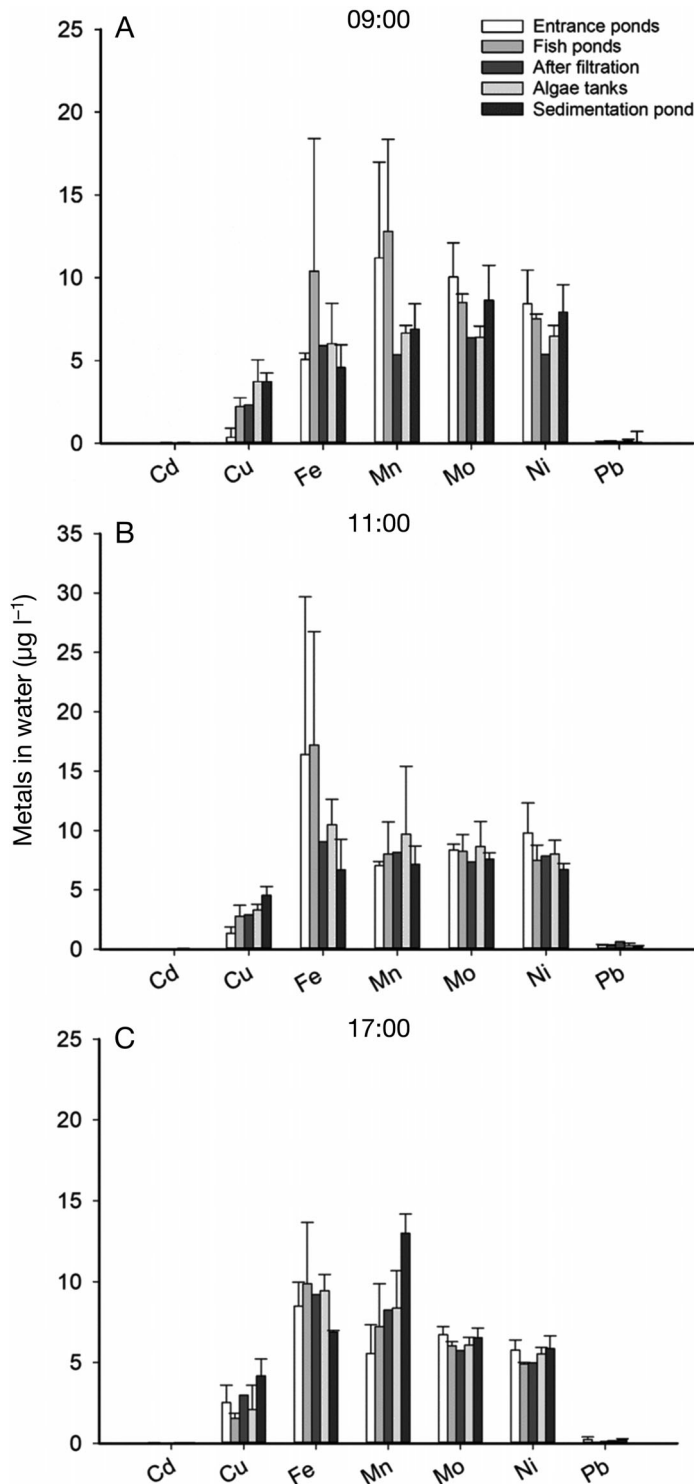 A
09:00
Entrance ponds
Fish ponds
After filtration
Algae tanks
Sedimentation pond
25
20
15
10
5
0
Cd Cu Fe Mn Mo Ni Pb
B
11:00
35
30
25
20
15
10
5
0
Cd Cu Fe Mn Mo Ni Pb
Metals in water (µg l⁻¹)
C
17:00
25
20
15
10
5
0
Cd Cu Fe Mn Mo Ni Pb